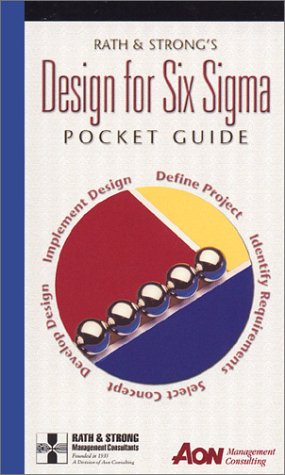 RATH & STRONG'S
Design for Six Sigma
POCKET GUIDE
Define Project
Identify Requirements
Select Concept
Develop Design
Implement Design
RATH & STRONG
Management Consultants
Founded in 1935
A Division of Aon Consulting
AON Management
Consulting